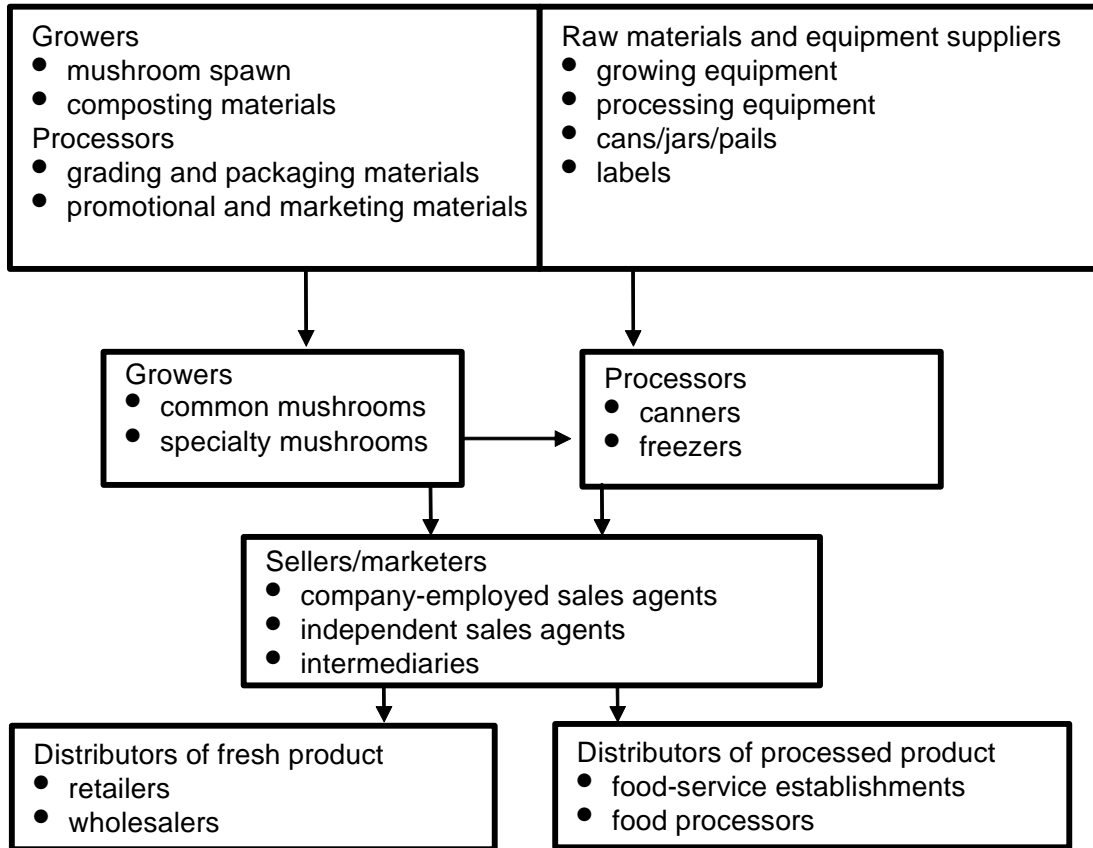 Growers
● mushroom spawn
● composting materials
Processors
● grading and packaging materials
● promotional and marketing materials
Raw materials and equipment suppliers
● growing equipment
● processing equipment
● cans/jars/pails
● labels
Growers
● common mushrooms
● specialty mushrooms
Processors
● canners
● freezers
Sellers/marketers
● company-employed sales agents
● independent sales agents
● intermediaries
Distributors of fresh product
● retailers
● wholesalers
Distributors of processed product
● food-service establishments
● food processors